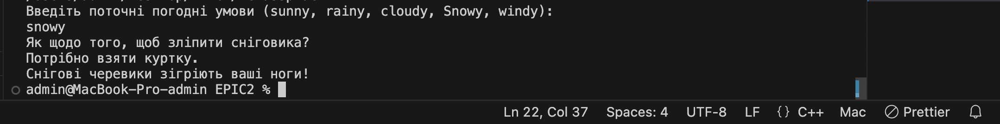 Введіть поточні погодні умови (sunny, rainy, cloudy, Snowy, windy):
snowy
Як щодо того, щоб зліпити сніговика?
Потрібно взяти куртку.
Снігові черевики зігріють ваші ноги!
admin@MacBook-Pro-admin EPIC2 %
Ln 22, Col 37 Spaces: 4 UTF-8 LF {} C++ Mac Prettier